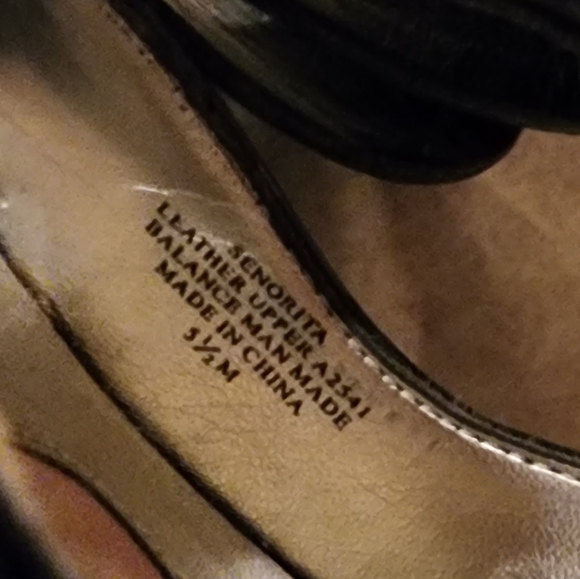 SENORITA
LEATHER UPPER A2541
BALANCE MAN MADE
MADE IN CHINA
5½M